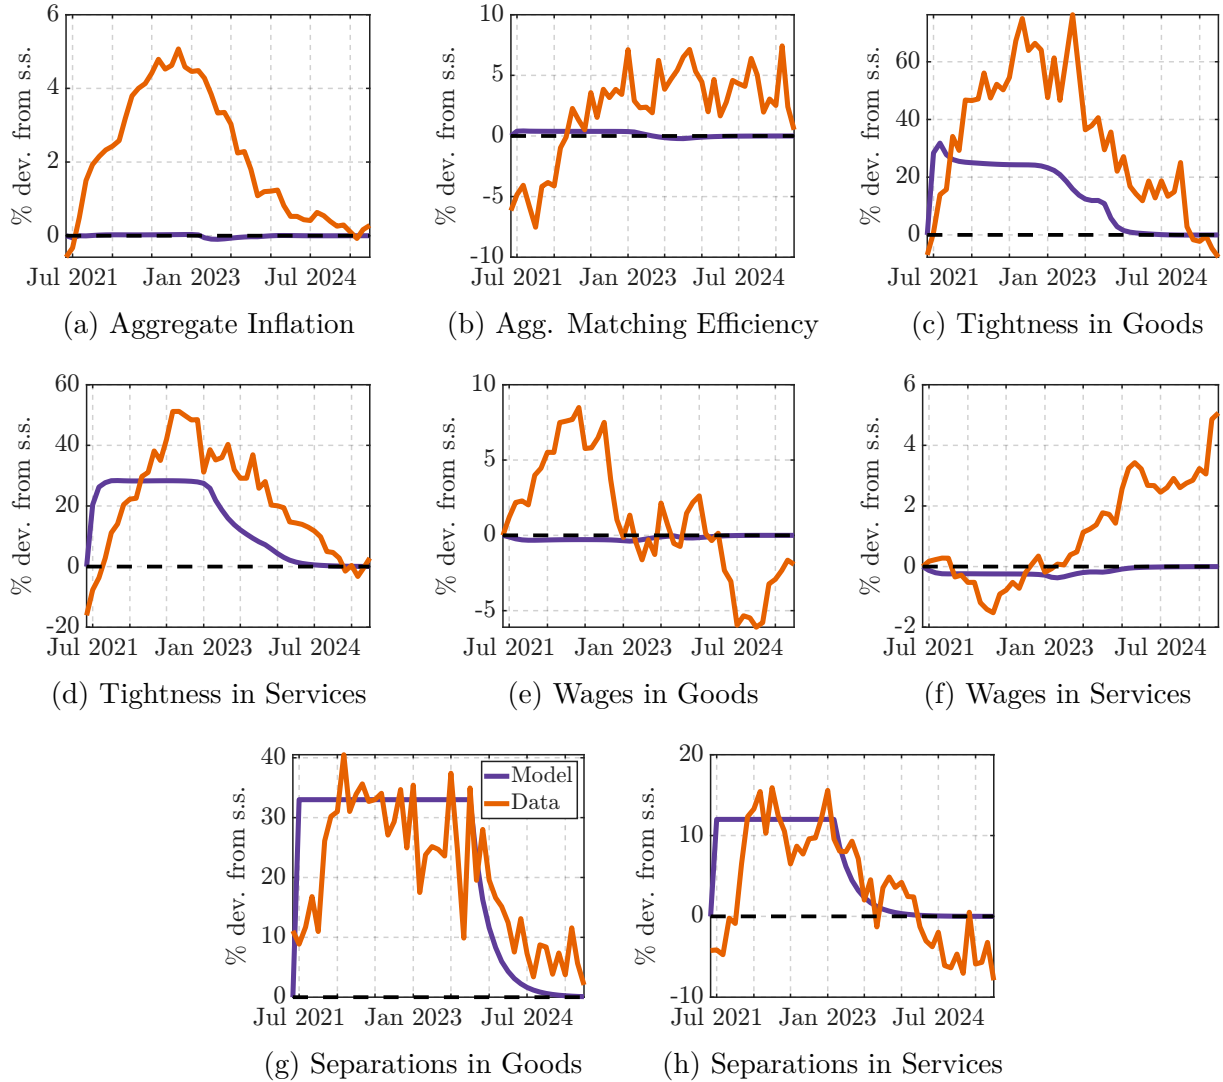 % dev. from s.s.
6
4
2
0
Jul 2021 Jan 2023 Jul 2024
(a) Aggregate Inflation
% dev. from s.s.
10
5
0
-5
-10
Jul 2021 Jan 2023 Jul 2024
(b) Agg. Matching Efficiency
% dev. from s.s.
60
40
20
0
Jul 2021 Jan 2023 Jul 2024
(c) Tightness in Goods
% dev. from s.s.
60
40
20
0
-20
Jul 2021 Jan 2023 Jul 2024
(d) Tightness in Services
% dev. from s.s.
10
5
0
-5
Jul 2021 Jan 2023 Jul 2024
(e) Wages in Goods
% dev. from s.s.
6
4
2
0
-2
Jul 2021 Jan 2023 Jul 2024
(f) Wages in Services
% dev. from s.s.
40
30
20
10
0
Model
Data
Jul 2021 Jan 2023 Jul 2024
(g) Separations in Goods
% dev. from s.s.
20
10
0
-10
Jul 2021 Jan 2023 Jul 2024
(h) Separations in Services